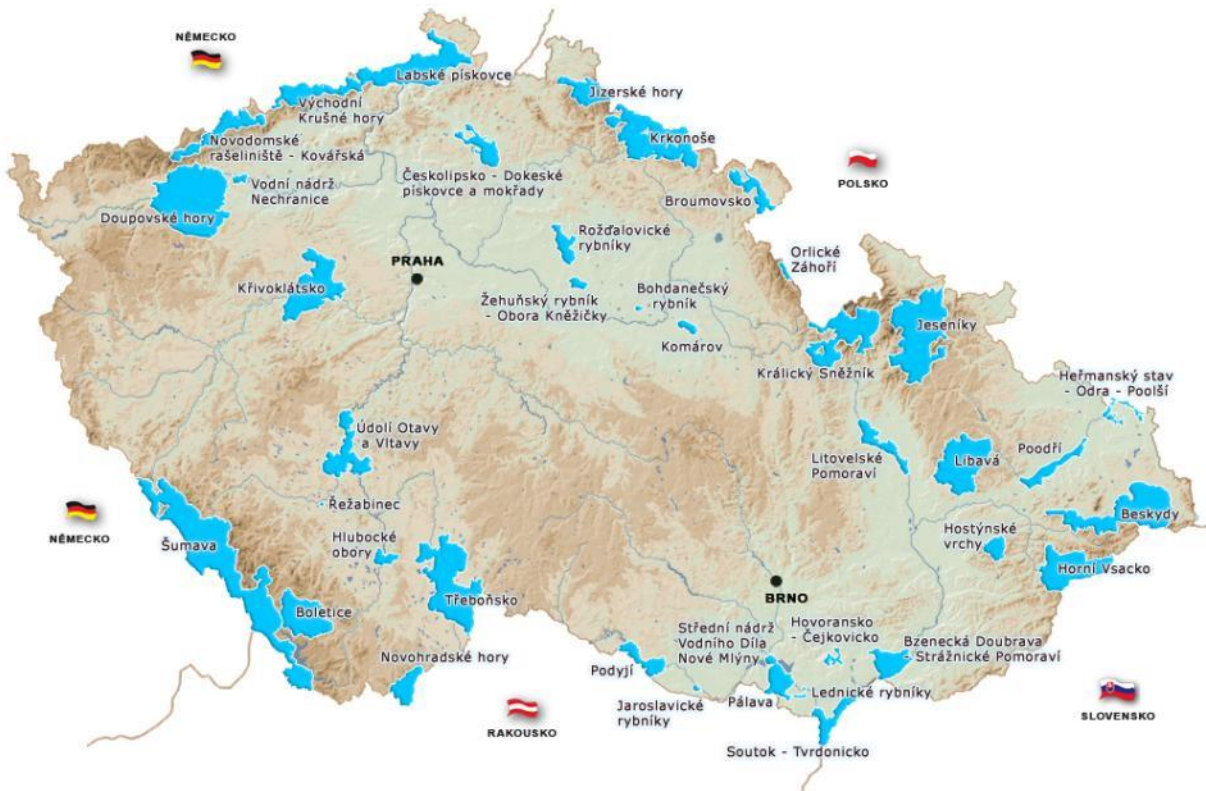 NĚMECKO
Labské pískovce
Jizerské hory
Východní
Krušné hory
Krkonoše
Novodomské
rašeliniště - Kovářská
POLSKO
Českolipsko - Dokeské
pískovce a mokřady
Vodní nádrž
Nechranice
Broumovsko
Doupovské hory
Rožďalovické
rybníky
Orlické
Záhoří
PRAHA
Křivoklátsko
Žehuňský rybník
- Obora Kněžičky
Bohdanečský
rybník
Komárov
Jeseníky
Králický Sněžník
Heřmanský stav
- Odra - Poolší
Údolí Otavy
a Vltavy
Litovelské
Pomoraví
Libavá
Poodří
Řežabinec
NĚMECKO
Beskydy
Hostýnské
vrchy
Hlubocké
obory
Šumava
Horní Vsacko
BRNO
Třeboňsko
Boletice
Střední nádrž
Vodního Díla
Nové Mlýny
Hovoransko
- Čejkovicko
Bzenecká Doubrava
- Strážnické Pomoraví
Novohradské hory
Podyjí
Jaroslavické
rybníky
Pálava
Lednické rybníky
SLOVENSKO
RAKOUSKO
Soutok - Tvrdonicko